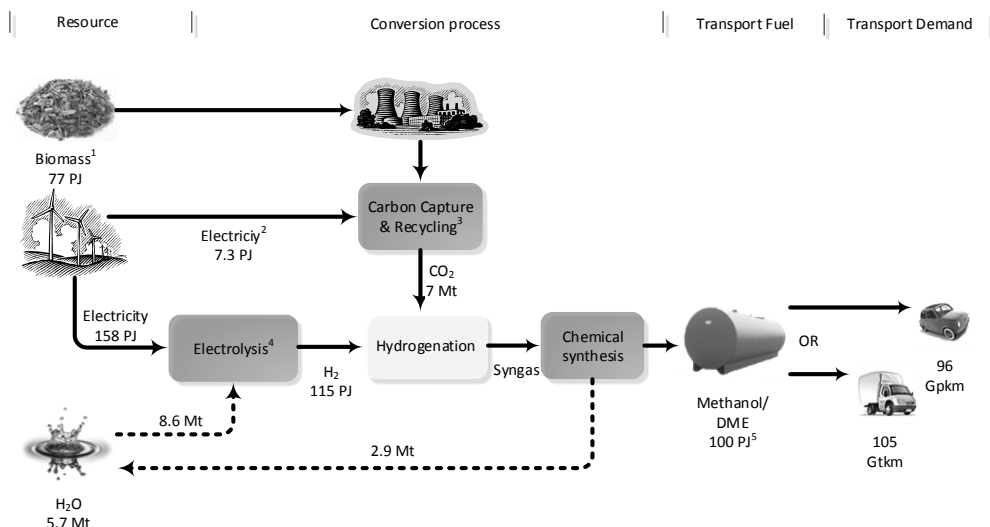 Resource
Conversion process
Transport Fuel
Transport Demand
Biomass1
77 PJ
Carbon Capture
& Recycling3
Electriciy2
7.3 PJ
CO2
7 Mt
Electricity
158 PJ
Electrolysis4
H2
115 PJ
Hydrogenation
Syngas
Chemical
synthesis
OR
Methanol/
DME
100 PJ5
96
Gpkm
105
Gtkm
8.6 Mt
2.9 Mt
H2O
5.7 Mt